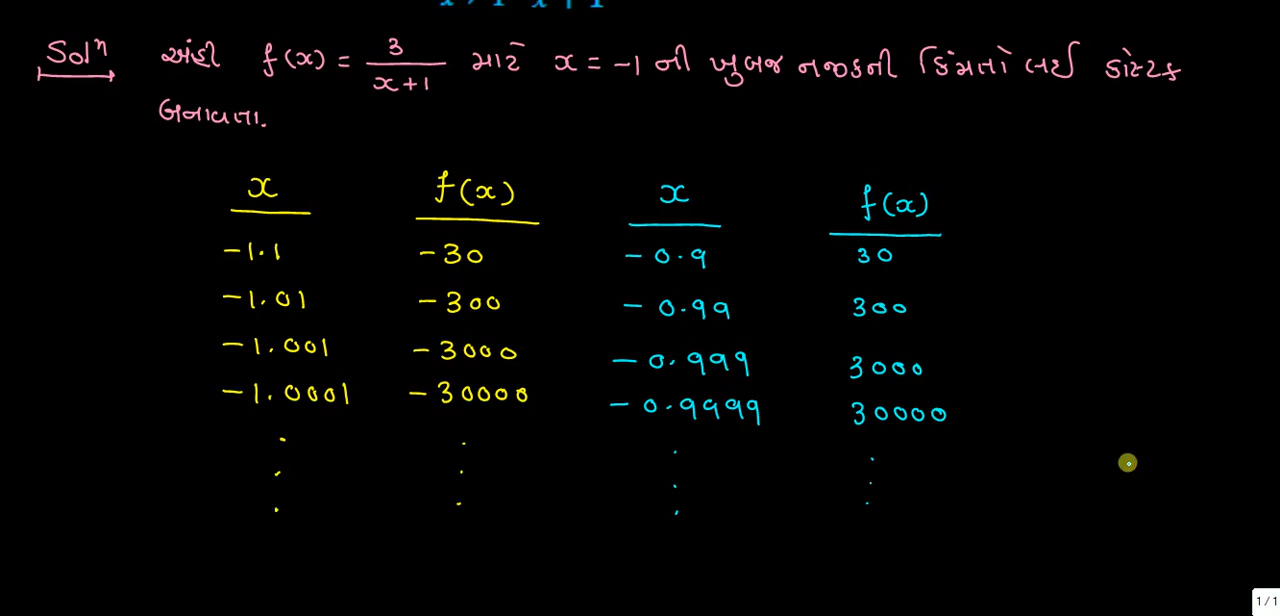 Solⁿ અંહી f(x) = 3/(x+1) માટે x = -1 ની ખુબજ નજીકની કિંમતો લઈ કોષ્ટક
બનાવતા.
x f(x) x f(x)
-1.1 -30 -0.9 30
-1.01 -300 -0.99 300
-1.001 -3000 -0.999 3000
-1.0001 -30000 -0.9999 30000
. . . .
. . . .
. . . .
1/1